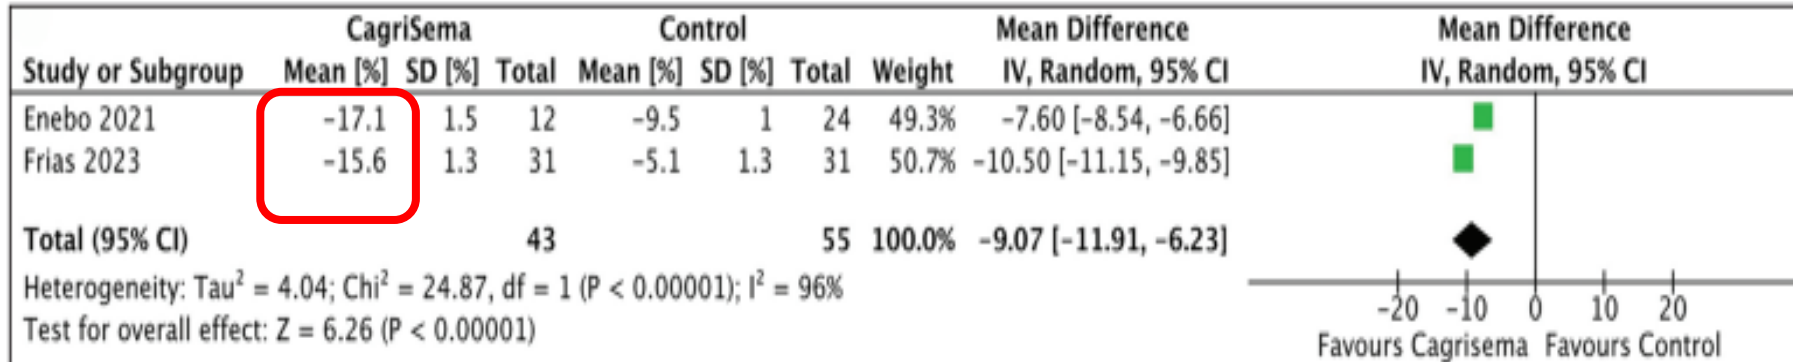 CagriSema Control Mean Difference Mean Difference
Study or Subgroup Mean [%] SD [%] Total Mean [%] SD [%] Total Weight IV, Random, 95% CI IV, Random, 95% CI
Enebo 2021 −17.1 1.5 12 −9.5 1 24 49.3% −7.60 [−8.54, −6.66]
Frias 2023 −15.6 1.3 31 −5.1 1.3 31 50.7% −10.50 [−11.15, −9.85]
Total (95% CI) 43 55 100.0% −9.07 [−11.91, −6.23]
Heterogeneity: Tau² = 4.04; Chi² = 24.87, df = 1 (P < 0.00001); I² = 96%
Test for overall effect: Z = 6.26 (P < 0.00001)
−20 −10 0 10 20
Favours Cagrisema Favours Control